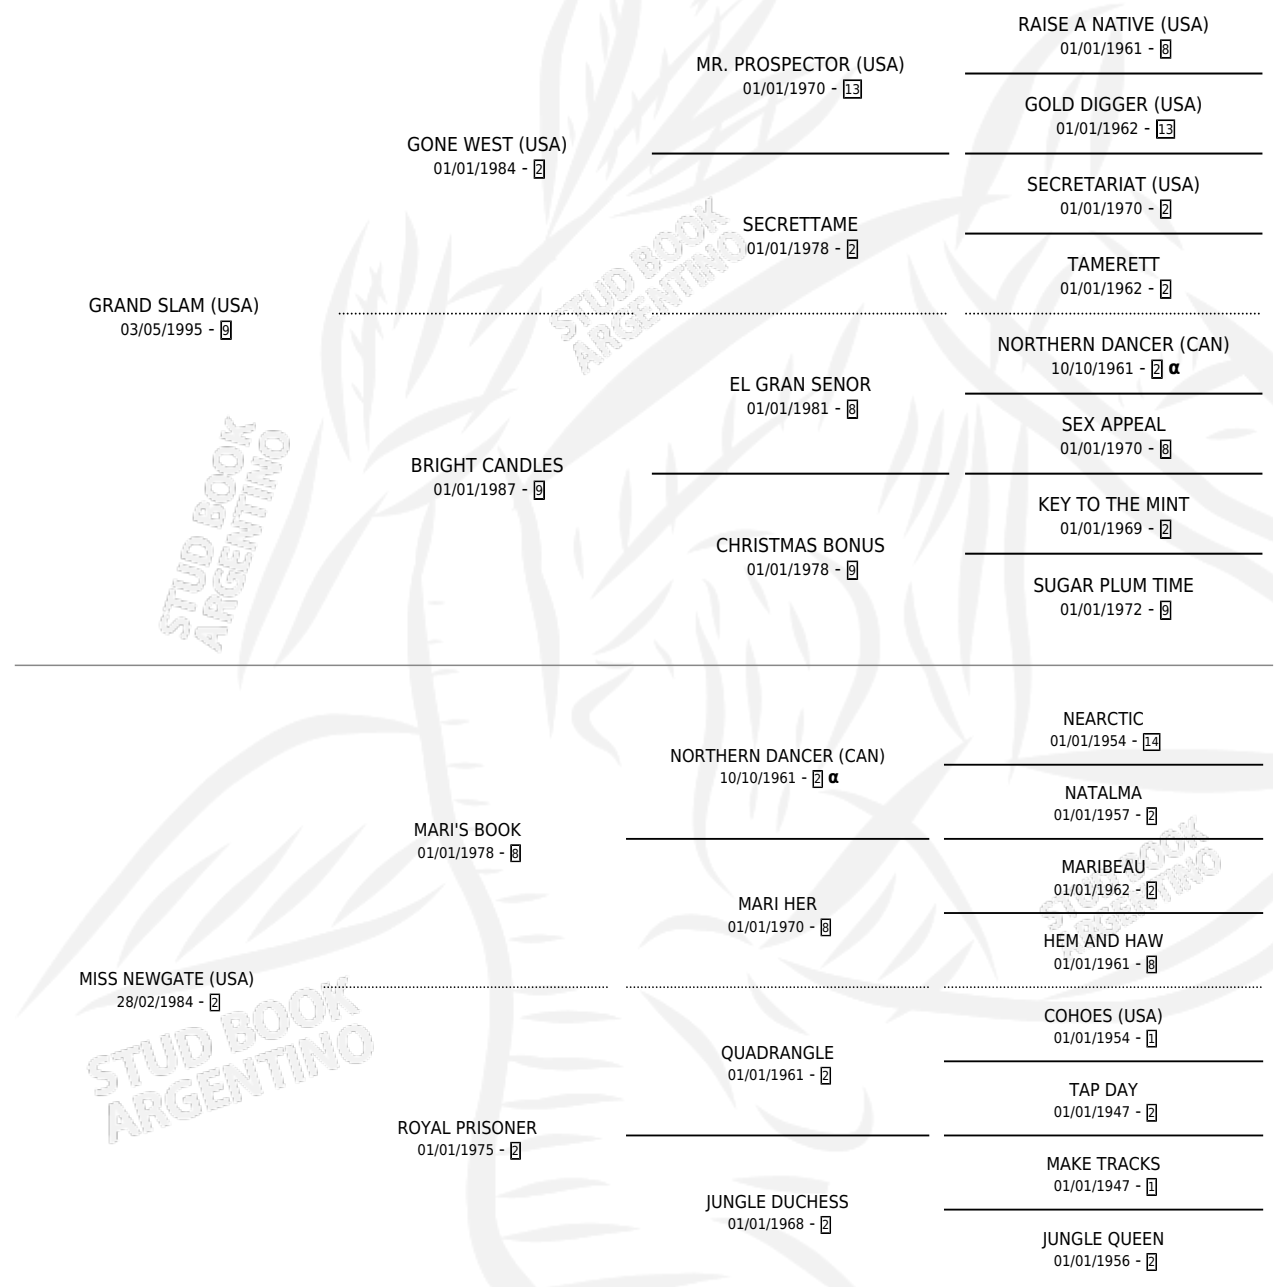 RAISE A NATIVE (USA)
01/01/1961 - 8
MR. PROSPECTOR (USA)
01/01/1970 - 13
GOLD DIGGER (USA)
01/01/1962 - 13
GONE WEST (USA)
01/01/1984 - 2
SECRETARIAT (USA)
01/01/1970 - 2
SECRETTAME
01/01/1978 - 2
TAMERETT
01/01/1962 - 2
GRAND SLAM (USA)
03/05/1995 - 9
NORTHERN DANCER (CAN)
10/10/1961 - 2 α
EL GRAN SENOR
01/01/1981 - 8
SEX APPEAL
01/01/1970 - 8
BRIGHT CANDLES
01/01/1987 - 9
KEY TO THE MINT
01/01/1969 - 2
CHRISTMAS BONUS
01/01/1978 - 9
SUGAR PLUM TIME
01/01/1972 - 9
STUD BOOK
ARGENTINO
STUD BOOK
ARGENTINO
NEARCTIC
01/01/1954 - 14
NORTHERN DANCER (CAN)
10/10/1961 - 2 α
NATALMA
01/01/1957 - 2
MARI'S BOOK
01/01/1978 - 8
MARIBEAU
01/01/1962 - 2
MARI HER
01/01/1970 - 8
HEM AND HAW
01/01/1961 - 8
MISS NEWGATE (USA)
28/02/1984 - 2
COHOES (USA)
01/01/1954 - 1
QUADRANGLE
01/01/1961 - 2
TAP DAY
01/01/1947 - 2
ROYAL PRISONER
01/01/1975 - 2
MAKE TRACKS
01/01/1947 - 1
JUNGLE DUCHESS
01/01/1968 - 2
JUNGLE QUEEN
01/01/1956 - 2
STUD BOOK
ARGENTINO
STUD BOOK
ARGENTINO